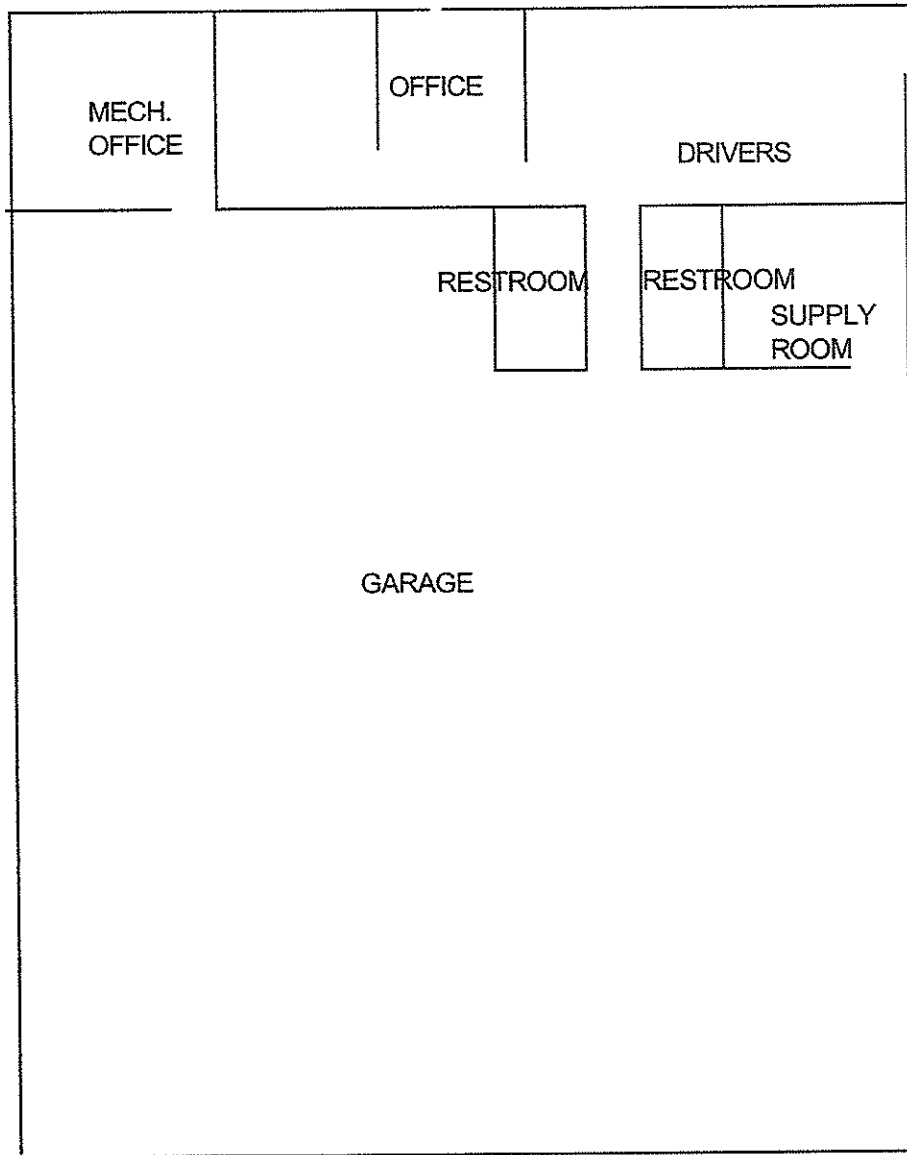 OFFICE
MECH.
OFFICE
DRIVERS
RESTROOM
RESTROOM
SUPPLY
ROOM
GARAGE